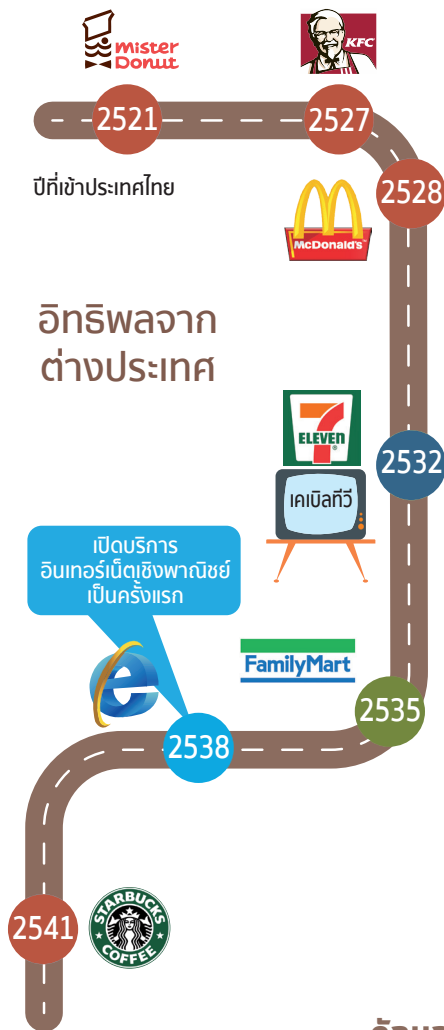 mister
Donut
KFC
2521
2527
ปีที่เข้าประเทศไทย
2528
McDonald's
อิทธิพลจาก
ต่างประเทศ
7
ELEVEN
2532
เคเบิลทีวี
เปิดบริการ
อินเทอร์เน็ตเชิงพาณิชย์
เป็นครั้งแรก
FamilyMart
2535
2538
2541
STARBUCKS
COFFEE